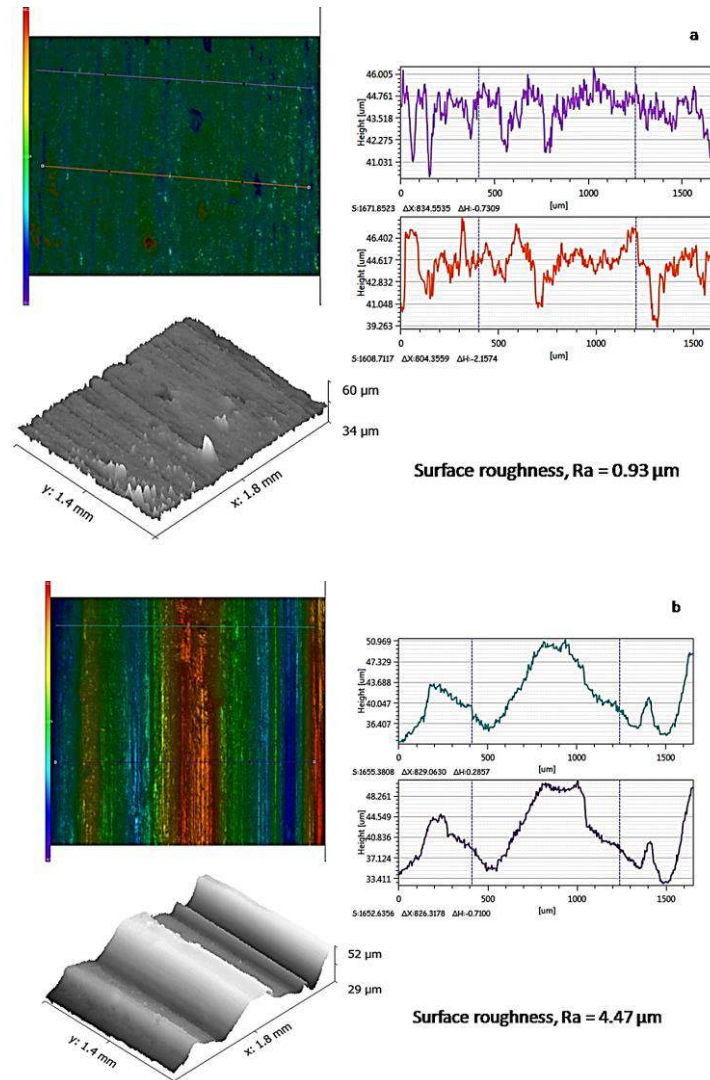 a
46.005
44.761
43.518
42.275
41.031
Height [um]
0 500 1000 1500
[um]
S:1671.8523 ΔX:834.5535 ΔH:-0.7309
46.402
44.617
42.832
41.048
39.263
Height [um]
0 500 1000 1500
[um]
S:1608.7117 ΔX:804.3559 ΔH:-2.1574
60 µm
34 µm
y: 1.4 mm
x: 1.8 mm
Surface roughness, Ra = 0.93 µm
b
50.969
47.329
43.688
40.047
36.407
Height [um]
0 500 1000 1500
[um]
S:1655.3808 ΔX:829.0630 ΔH:0.2857
48.261
44.549
40.836
37.124
33.411
Height [um]
0 500 1000 1500
[um]
S:1652.6356 ΔX:826.3178 ΔH:-0.7100
52 µm
29 µm
y: 1.4 mm
x: 1.8 mm
Surface roughness, Ra = 4.47 µm